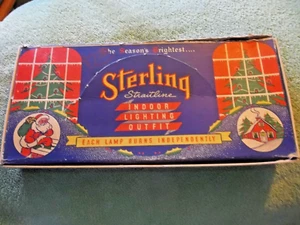 The Season's Brightest....
Sterling
Straitline
INDOOR
LIGHTING
OUTFIT
EACH LAMP BURNS INDEPENDENTLY